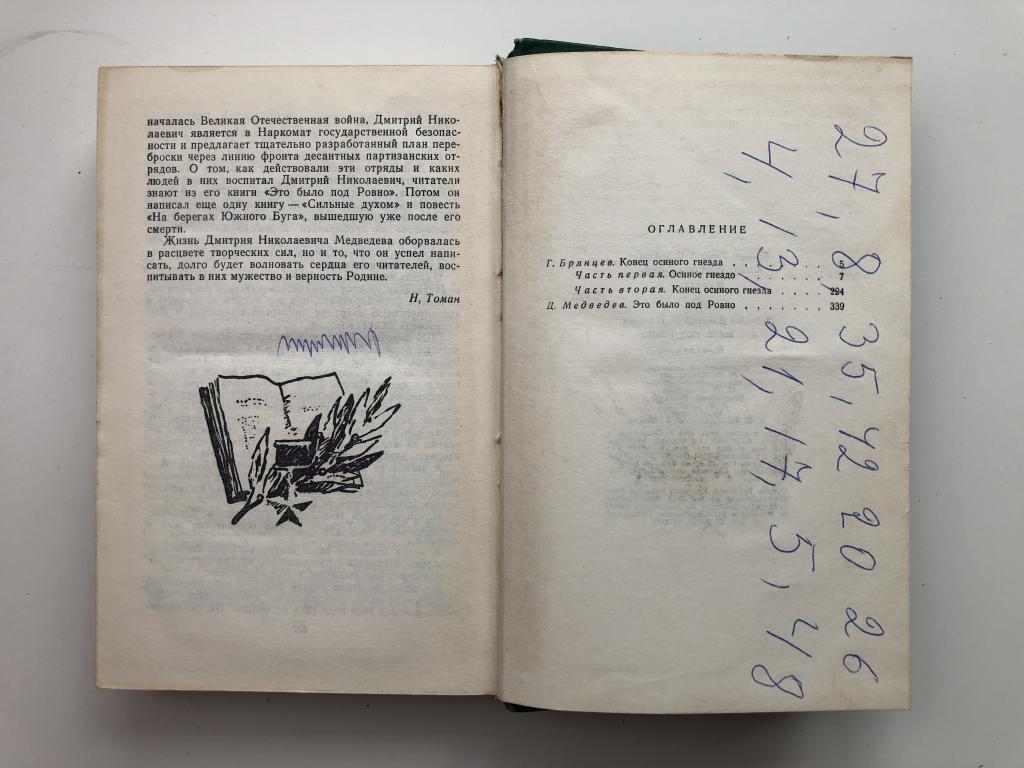 началась Великая Отечественная война, Дмитрий Нико-
лаевич является в Наркомат государственной безопас-
ности и предлагает тщательно разработанный план пере-
броски через линию фронта десантных партизанских от-
рядов. О том, как действовали эти отряды и каких
людей в них воспитал Дмитрий Николаевич, читатели
знают из его книги «Это было под Ровно». Потом он
написал еще одну книгу — «Сильные духом» и повесть
«На берегах Южного Буга», вышедшую уже после его
смерти.
Жизнь Дмитрия Николаевича Медведева оборвалась
в расцвете творческих сил, но и то, что он успел напи-
сать, долго будет волновать сердца его читателей, вос-
питывать в них мужество и верность Родине.
Н. Томан
ОГЛАВЛЕНИЕ
Г. Брянцев. Конец осиного гнезда . . . . . . . . . 5
Часть первая. Осиное гнездо . . . . . . . . 7
Часть вторая. Конец осиного гнезда . . . . . 224
Д. Медведев. Это было под Ровно . . . . . . . . 339
27, 8, 35, 42 20 26
4, 13, 21, 17, 5, 48